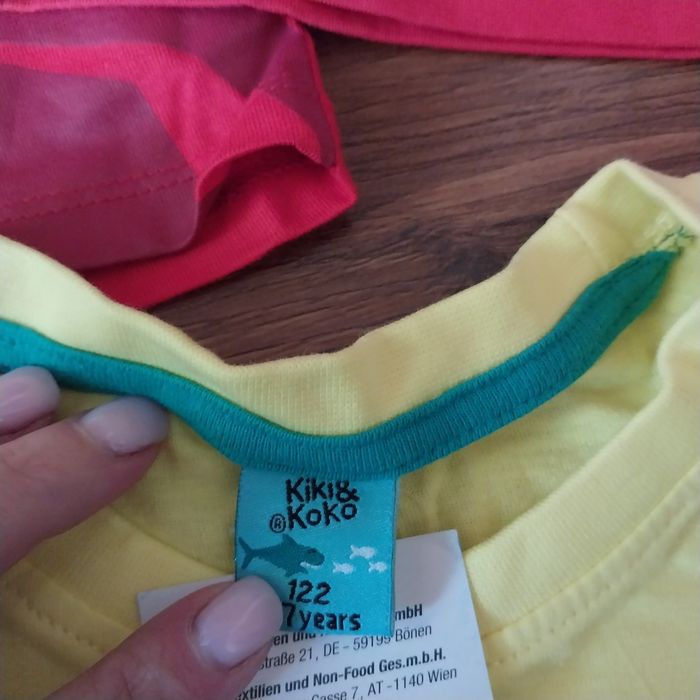 Kiki&
®KoKo
122
7years
mbH
en und
straße 21, DE – 59199 Bönen
extilien und Non-Food Ges.m.b.H.
Gasse 7, AT -1140 Wien